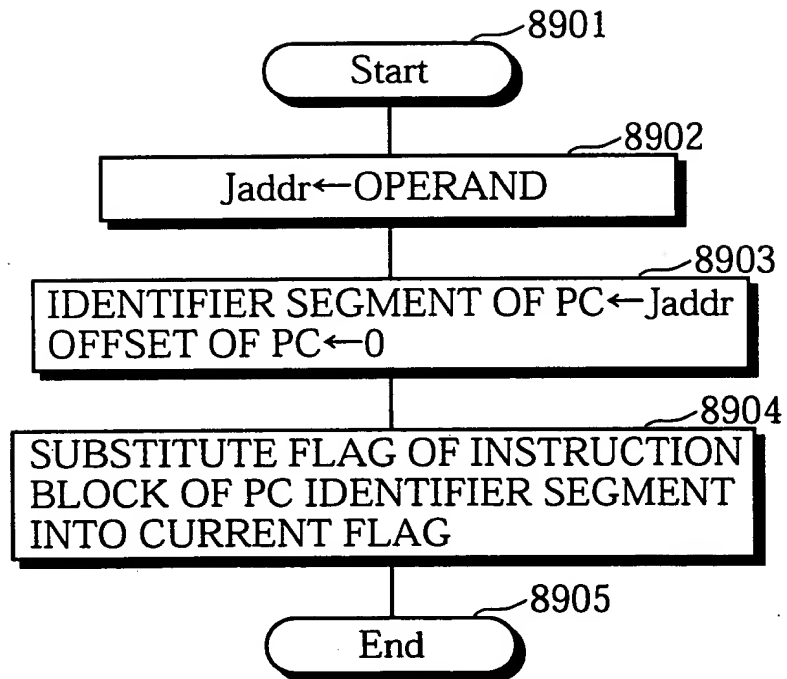 8901
Start
8902
Jaddr←OPERAND
8903
IDENTIFIER SEGMENT OF PC←Jaddr
OFFSET OF PC←0
8904
SUBSTITUTE FLAG OF INSTRUCTION
BLOCK OF PC IDENTIFIER SEGMENT
INTO CURRENT FLAG
8905
End